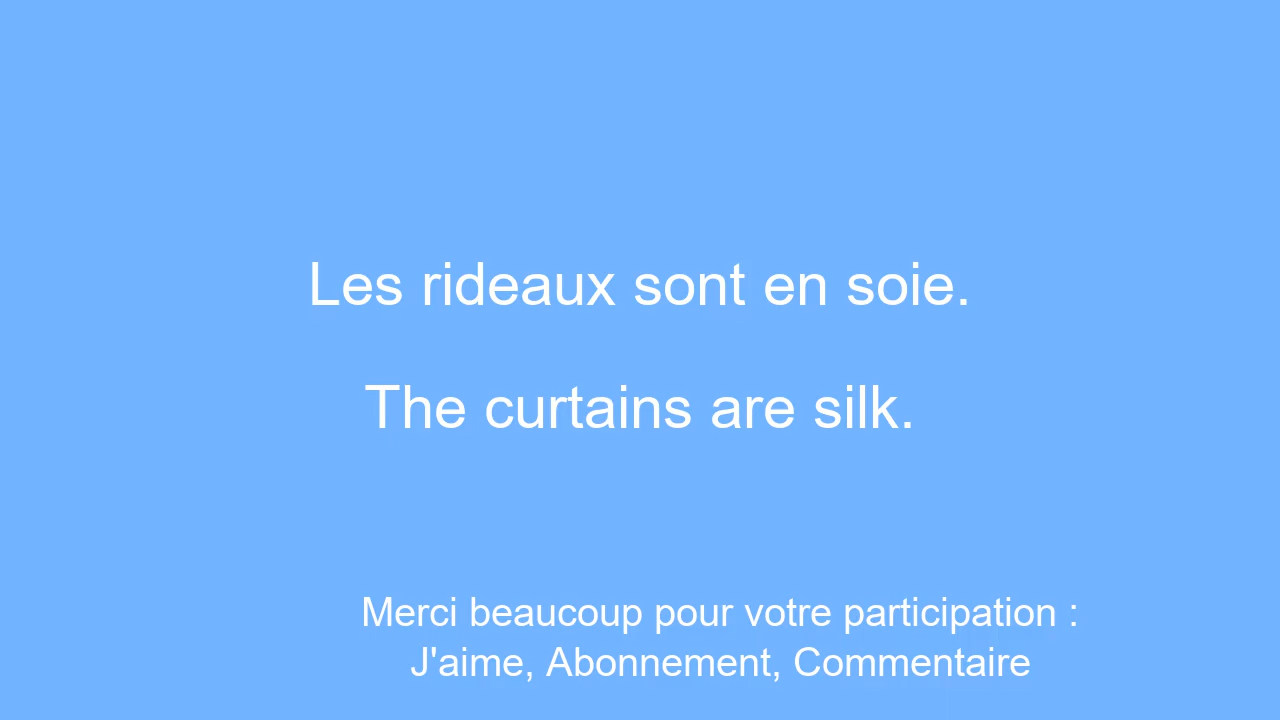 Les rideaux sont en soie.
The curtains are silk.
Merci beaucoup pour votre participation :
J'aime, Abonnement, Commentaire